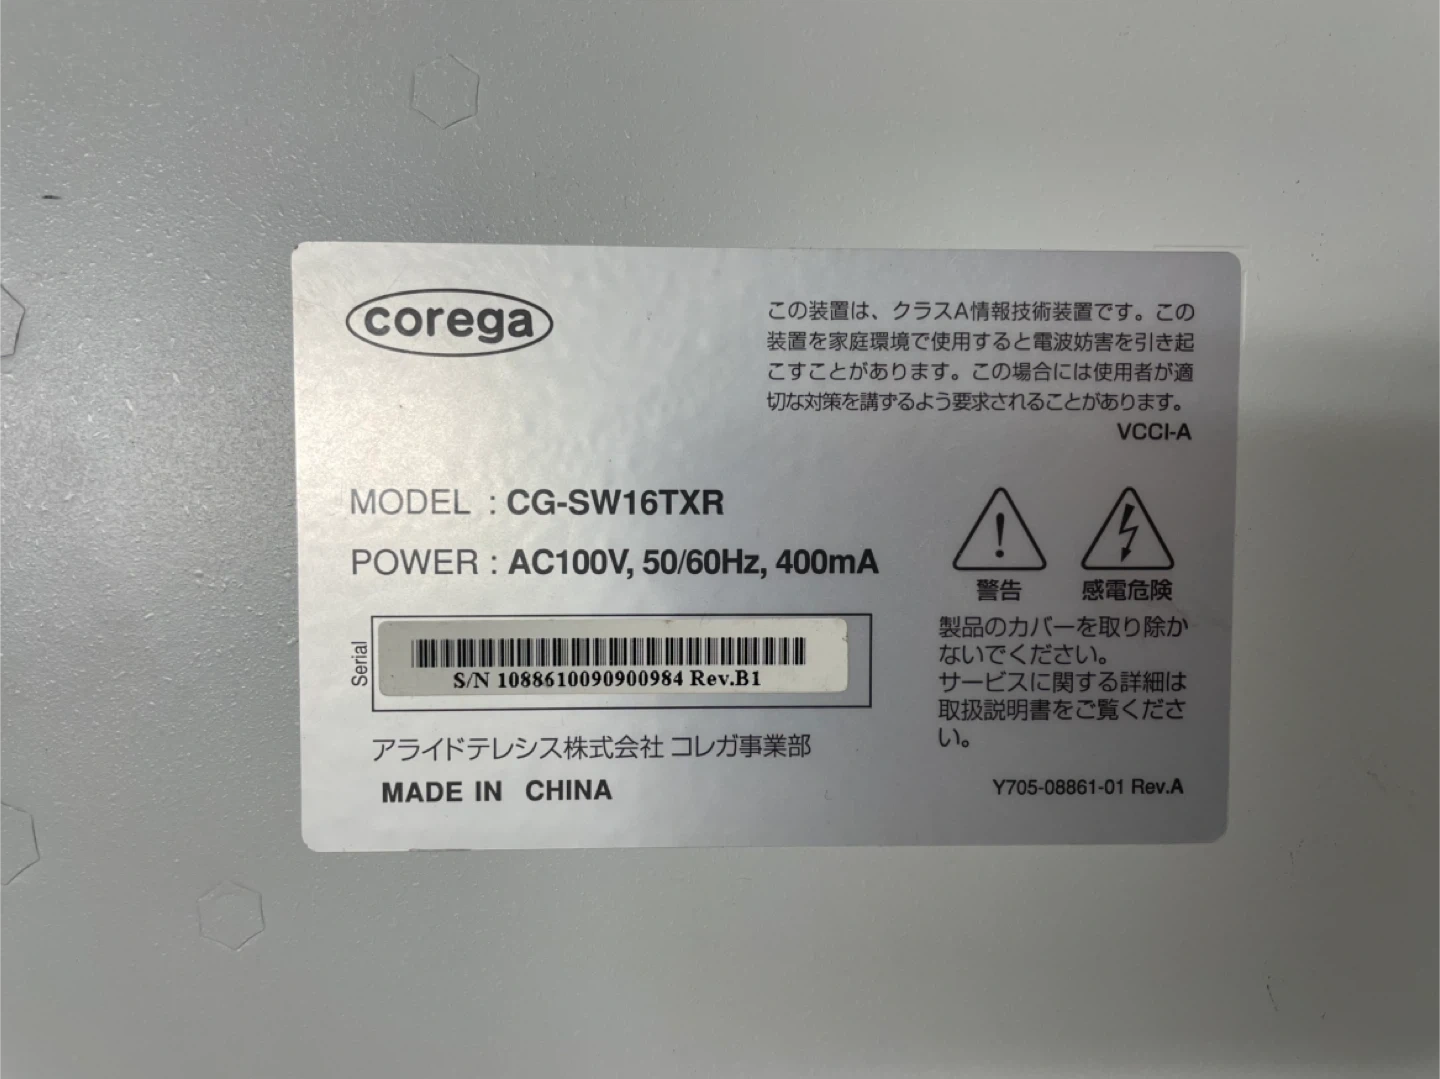 corega
この装置は、クラスA情報技術装置です。この
装置を家庭環境で使用すると電波妨害を引き起
こすことがあります。この場合には使用者が適
切な対策を講ずるよう要求されることがあります。
VCCI-A
MODEL : CG-SW16TXR
POWER : AC100V, 50/60Hz, 400mA
警告
感電危険
製品のカバーを取り除か
ないでください。
サービスに関する詳細は
取扱説明書をご覧くださ
い。
Serial
S/N 1088610090900984 Rev.B1
アライドテレシス株式会社 コレガ事業部
MADE IN CHINA
Y705-08861-01 Rev.A